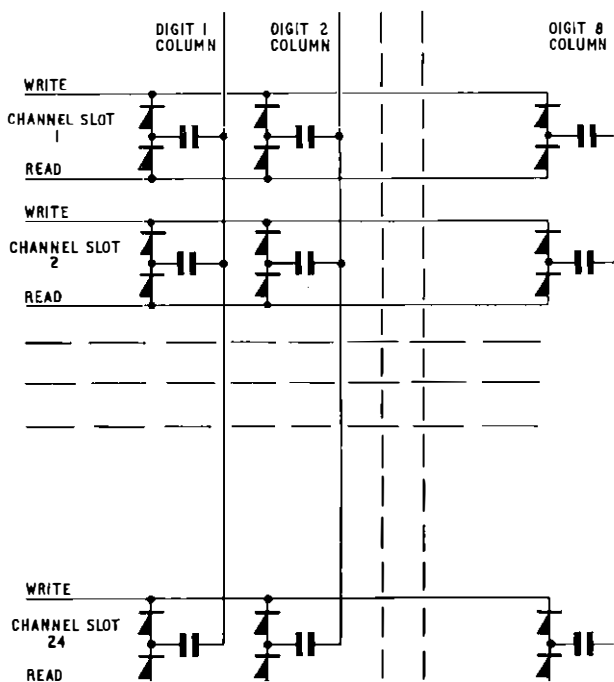 DIGIT 1 COLUMN
DIGIT 2 COLUMN
DIGIT 8 COLUMN
WRITE
CHANNEL SLOT
1
READ
WRITE
CHANNEL SLOT
2
READ
WRITE
CHANNEL SLOT
24
READ